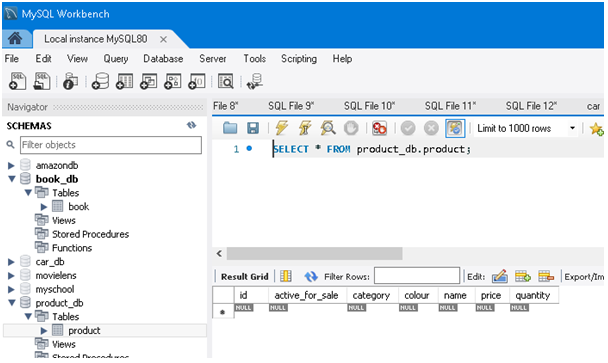 MySQL Workbench
Local instance MySQL80
File Edit View Query Database Server Tools Scripting Help
Navigator
SCHEMAS
Filter objects
amazondb
book_db
Tables
book
Views
Stored Procedures
Functions
car_db
movielens
myschool
product_db
Tables
product
Views
Stored Procedures
File 8* SQL File 9* SQL File 10* SQL File 11* SQL File 12* car
Limit to 1000 rows
1 SELECT * FROM product_db.product;
Result Grid Filter Rows: Edit: Export/Im
id active_for_sale category colour name price quantity
NULL NULL NULL NULL NULL NULL NULL